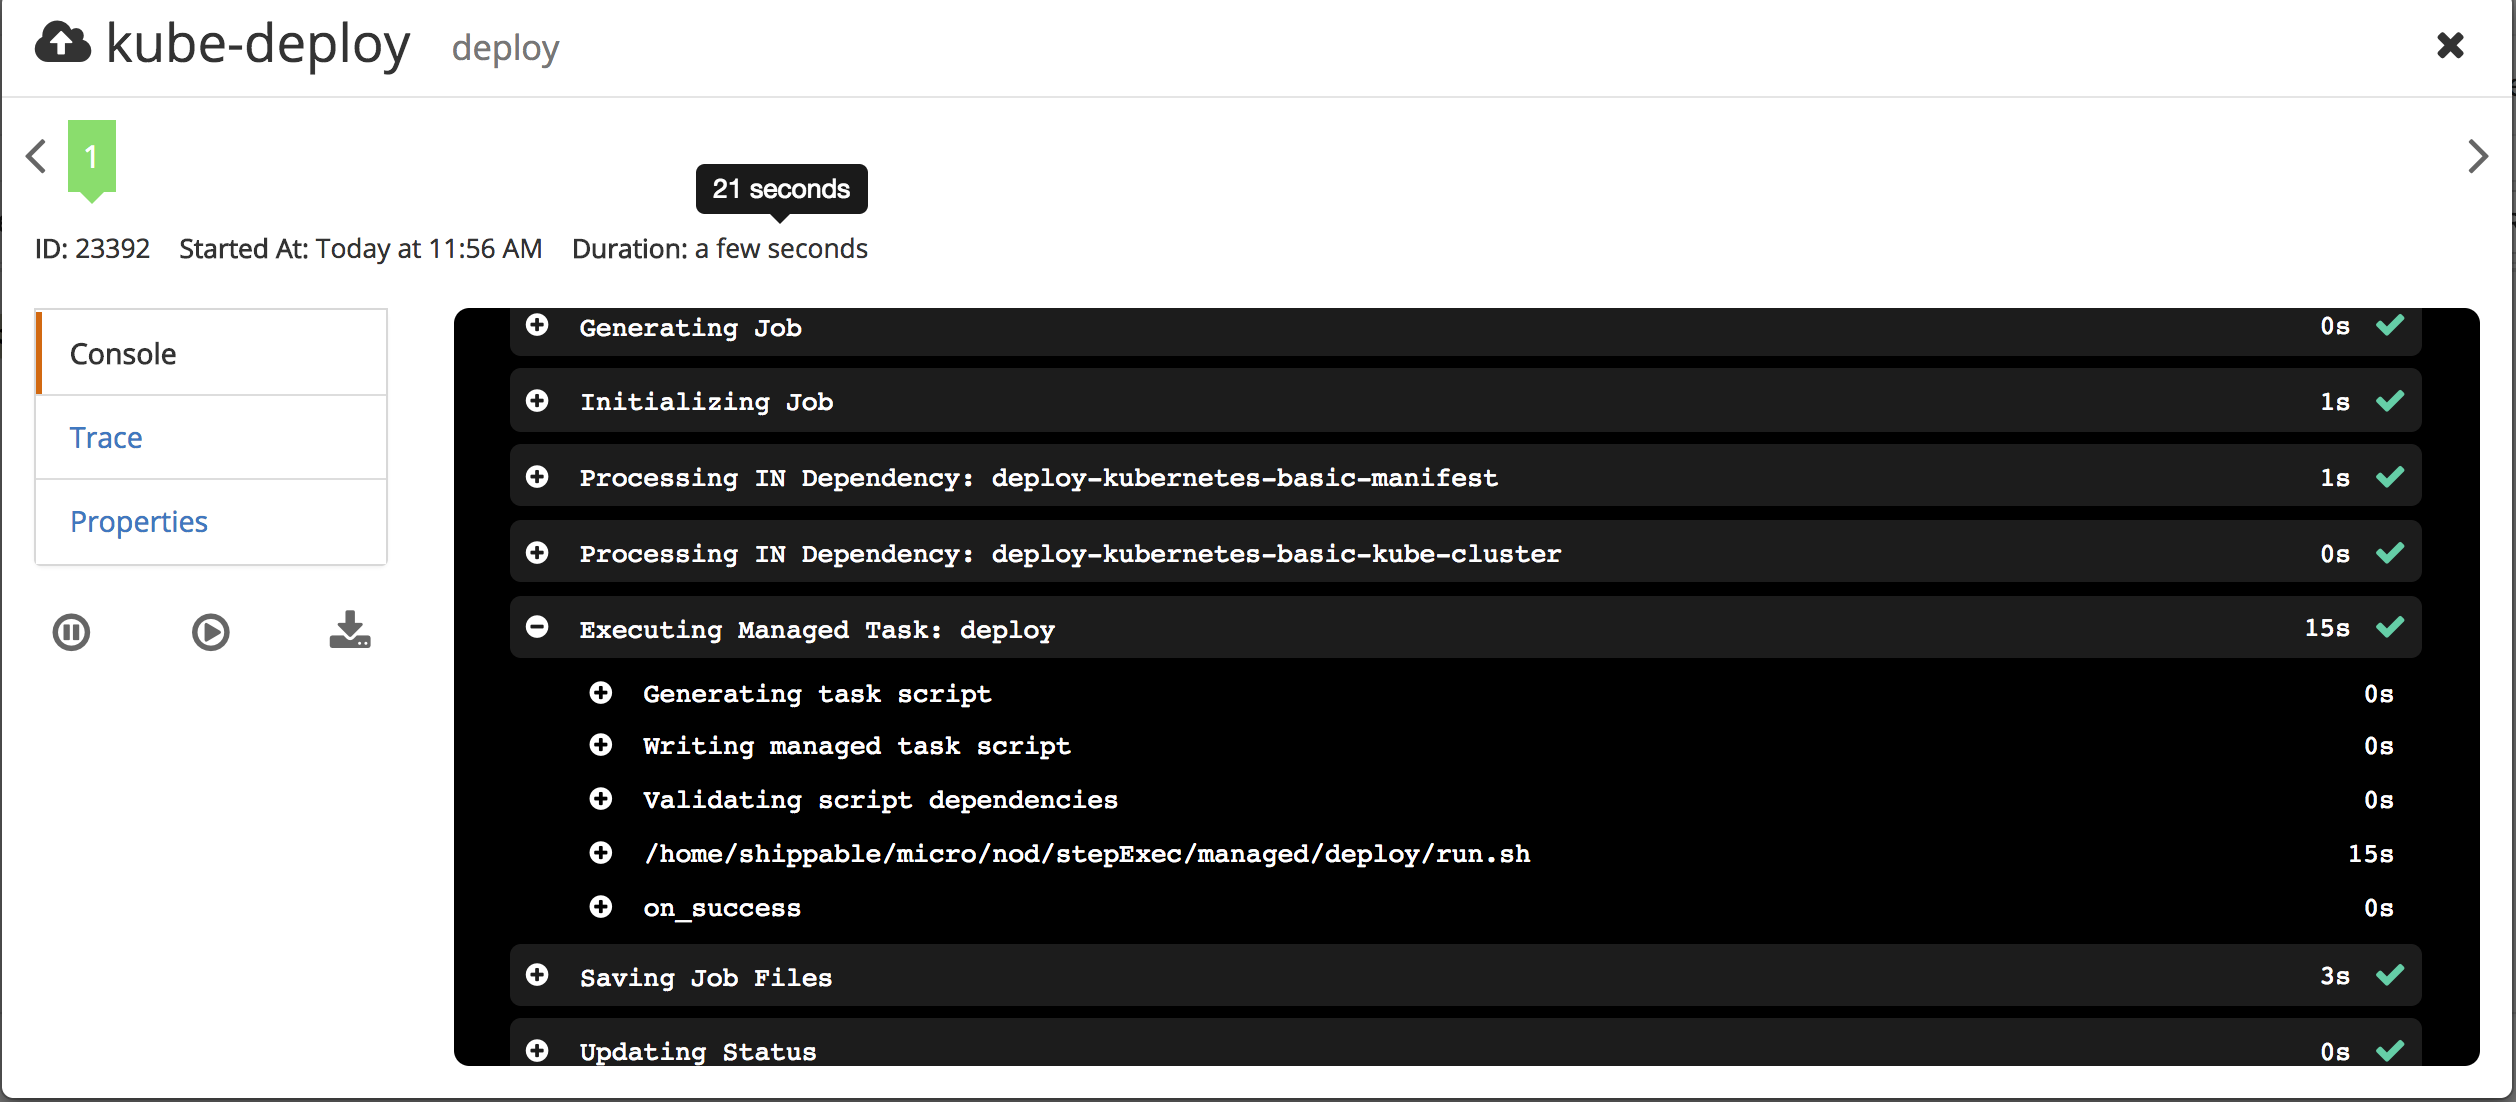 kube-deploy deploy
1
21 seconds
ID: 23392 Started At: Today at 11:56 AM Duration: a few seconds
Console
Trace
Properties
Generating Job 0s
Initializing Job 1s
Processing IN Dependency: deploy-kubernetes-basic-manifest 1s
Processing IN Dependency: deploy-kubernetes-basic-kube-cluster 0s
Executing Managed Task: deploy 15s
Generating task script 0s
Writing managed task script 0s
Validating script dependencies 0s
/home/shippable/micro/nod/stepExec/managed/deploy/run.sh 15s
on_success 0s
Saving Job Files 3s
Updating Status 0s